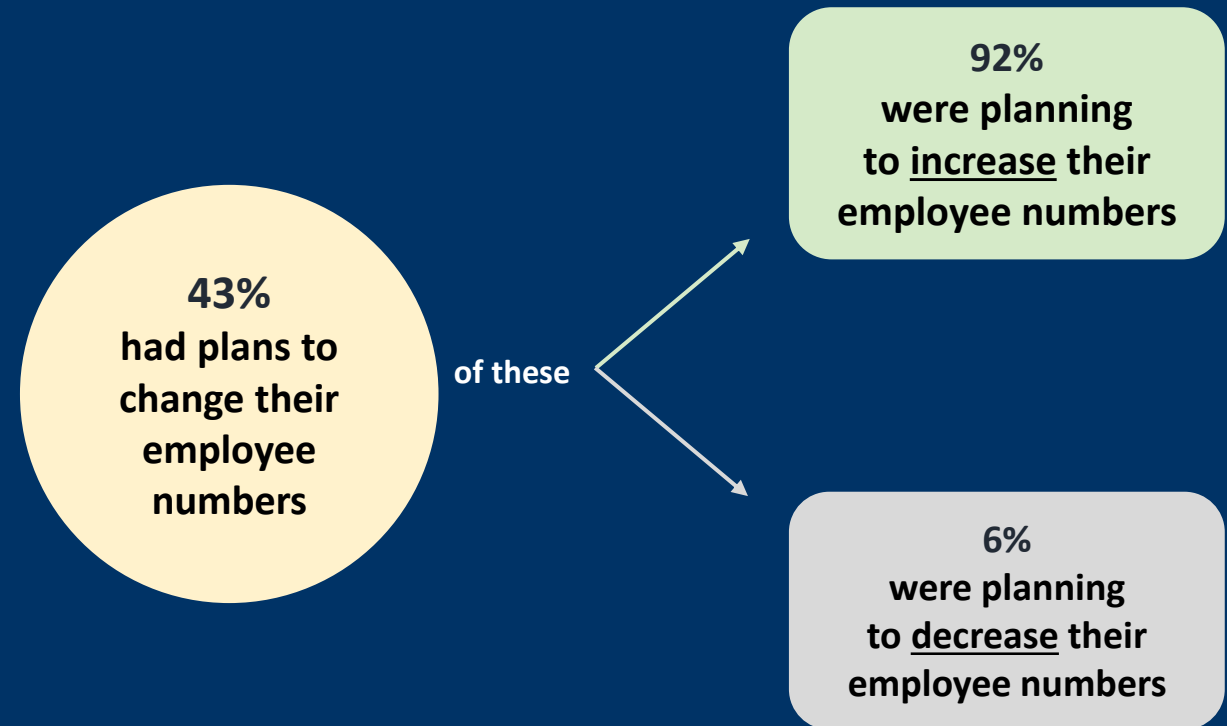 43%
had plans to
change their
employee
numbers
of these
92%
were planning
to increase their
employee numbers
6%
were planning
to decrease their
employee numbers